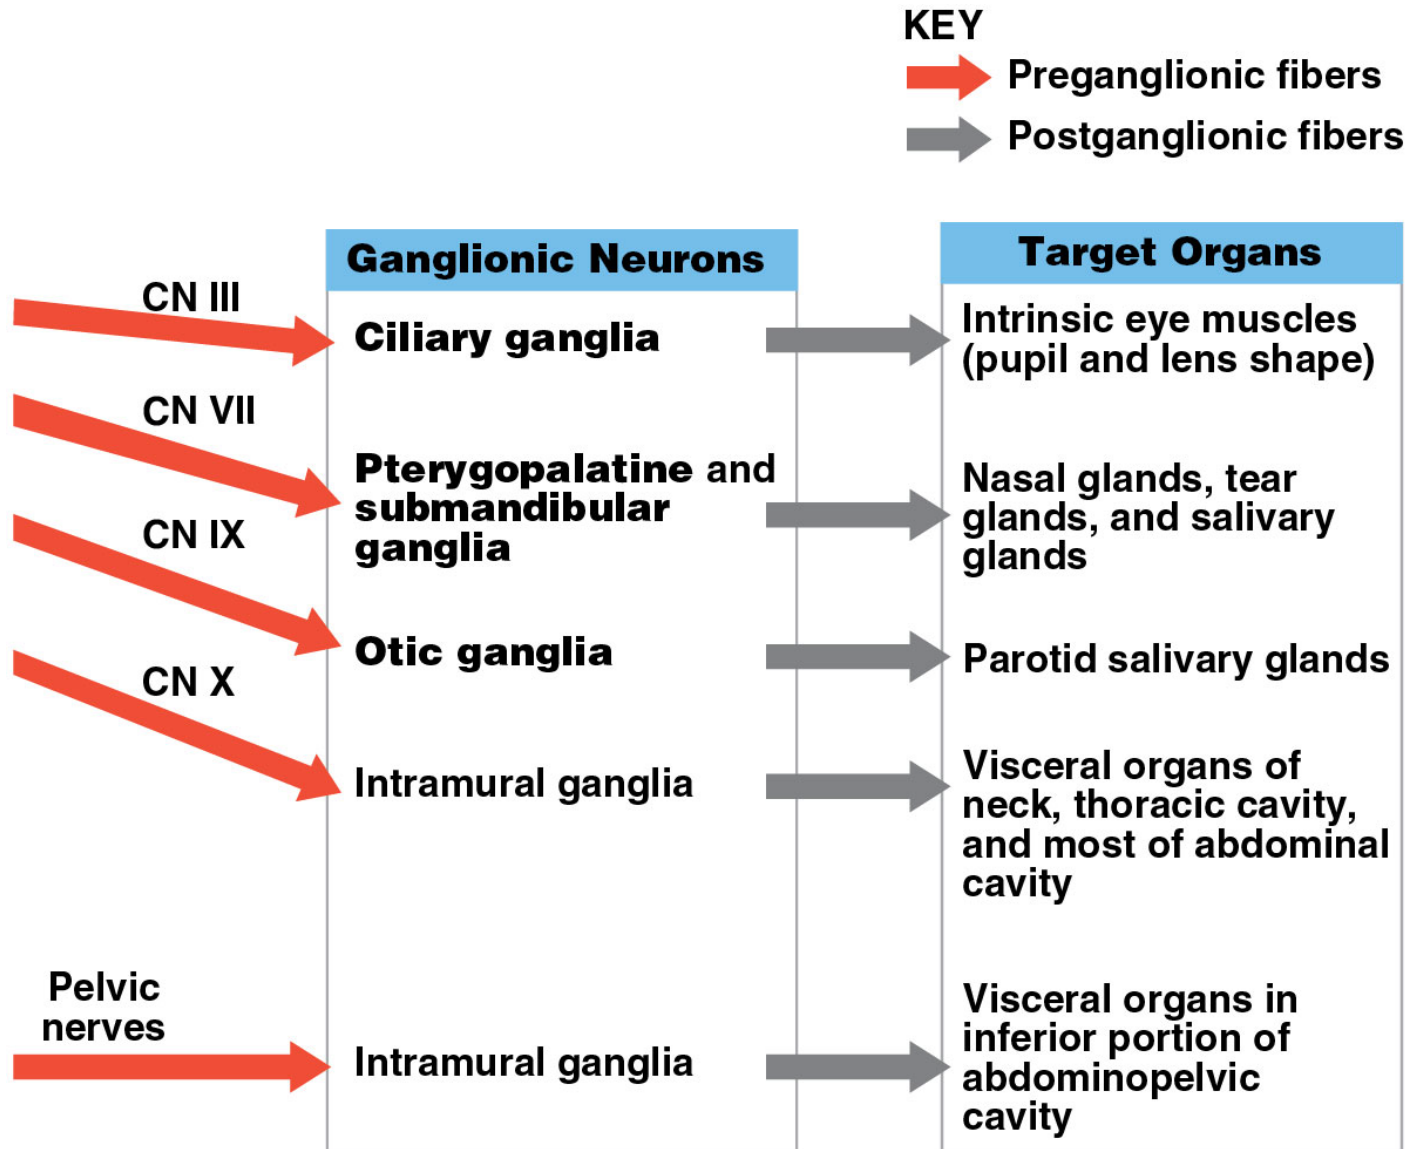 KEY
Preganglionic fibers
Postganglionic fibers
Ganglionic Neurons
Target Organs
CN III
Ciliary ganglia
Intrinsic eye muscles
(pupil and lens shape)
CN VII
Pterygopalatine and
submandibular
ganglia
Nasal glands, tear
glands, and salivary
glands
CN IX
Otic ganglia
Parotid salivary glands
CN X
Intramural ganglia
Visceral organs of
neck, thoracic cavity,
and most of abdominal
cavity
Pelvic
nerves
Intramural ganglia
Visceral organs in
inferior portion of
abdominopelvic
cavity